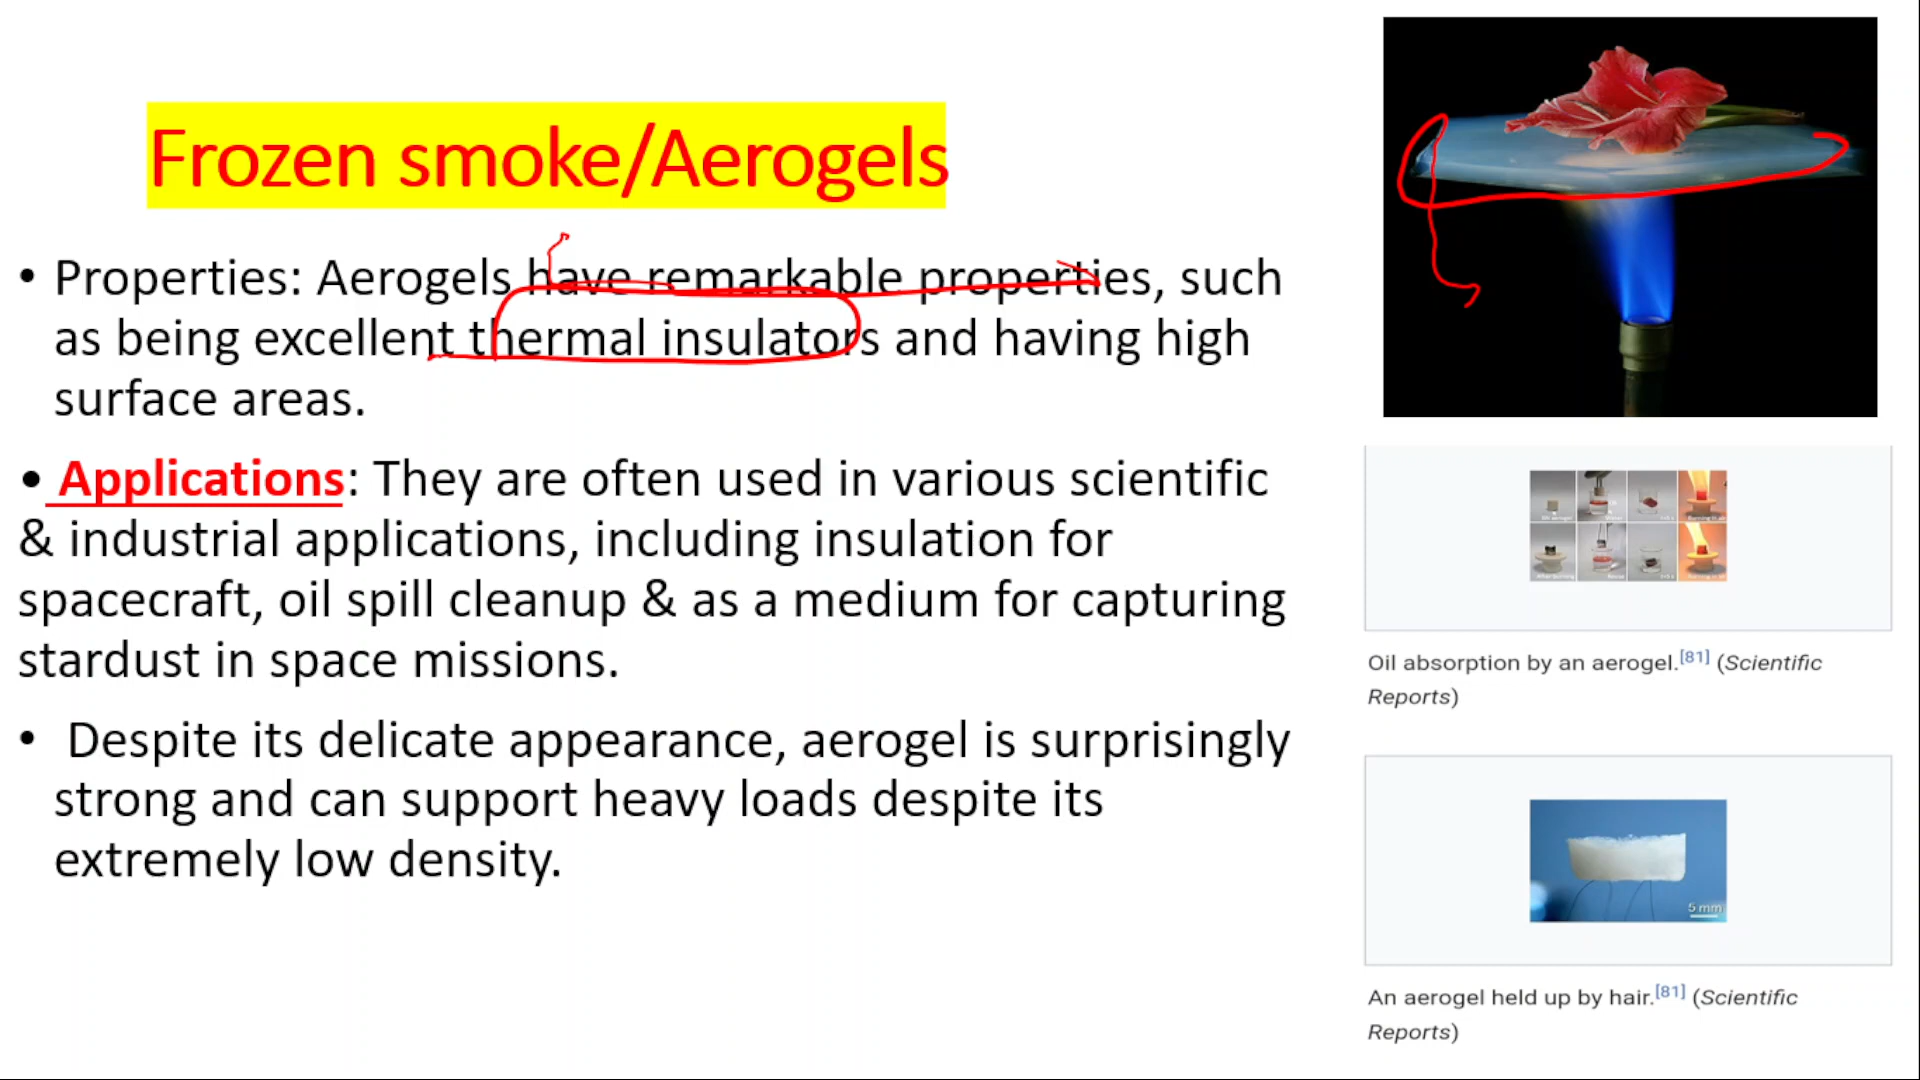 Frozen smoke/Aerogels
• Properties: Aerogels have remarkable properties, such
as being excellent thermal insulators and having high
surface areas.
• Applications: They are often used in various scientific
& industrial applications, including insulation for
spacecraft, oil spill cleanup & as a medium for capturing
stardust in space missions.
• Despite its delicate appearance, aerogel is surprisingly
strong and can support heavy loads despite its
extremely low density.
Oil absorption by an aerogel.[81] (Scientific
Reports)
5 mm
An aerogel held up by hair.[81] (Scientific
Reports)